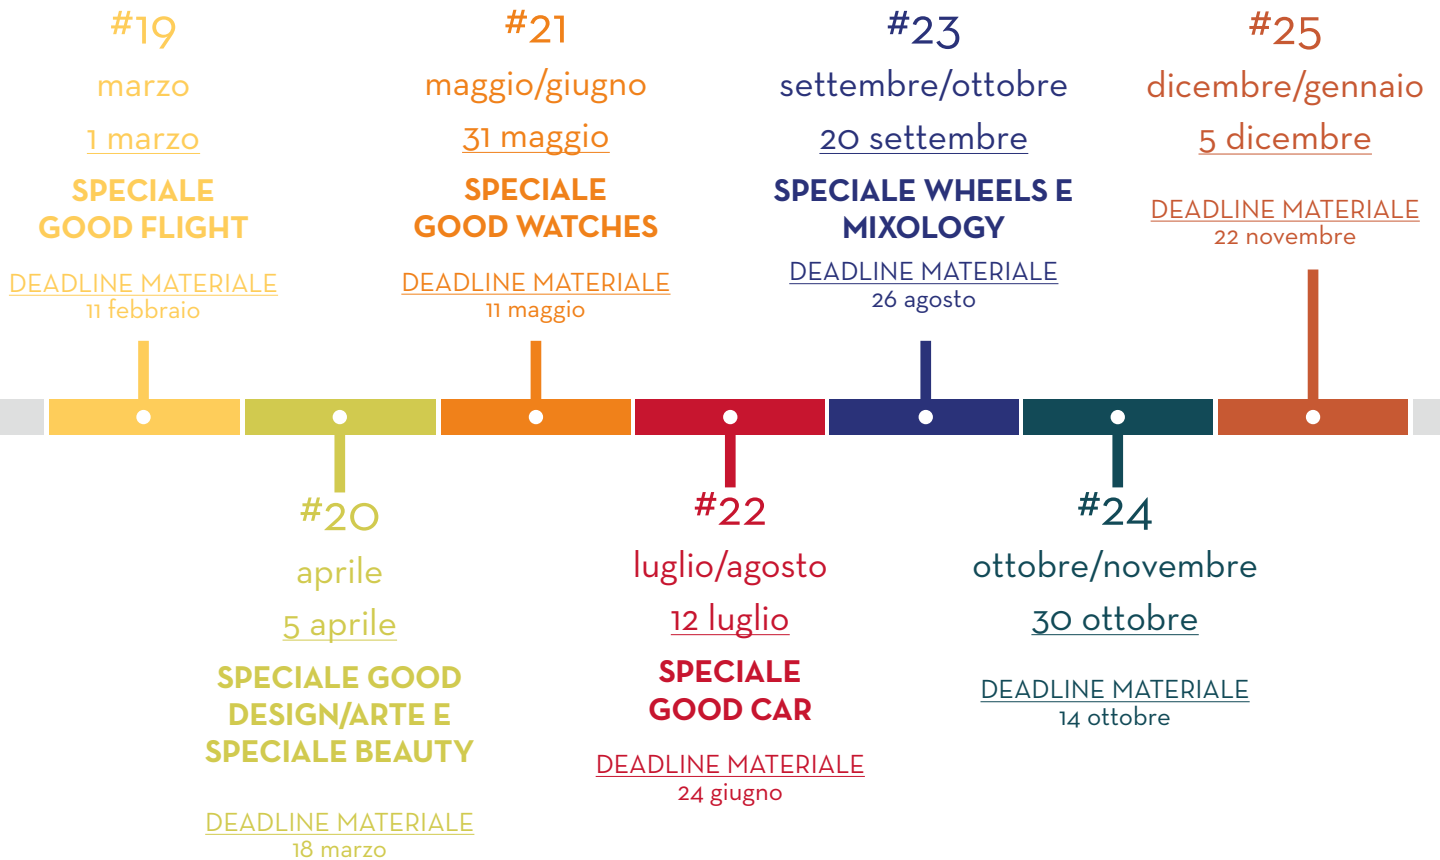 #19
marzo
1 marzo
SPECIALE
GOOD FLIGHT
DEADLINE MATERIALE
11 febbraio
#21
maggio/giugno
31 maggio
SPECIALE
GOOD WATCHES
DEADLINE MATERIALE
11 maggio
#23
settembre/ottobre
20 settembre
SPECIALE WHEELS E
MIXOLOGY
DEADLINE MATERIALE
26 agosto
#25
dicembre/gennaio
5 dicembre
DEADLINE MATERIALE
22 novembre
#20
aprile
5 aprile
SPECIALE GOOD
DESIGN/ARTE E
SPECIALE BEAUTY
DEADLINE MATERIALE
18 marzo
#22
luglio/agosto
12 luglio
SPECIALE
GOOD CAR
DEADLINE MATERIALE
24 giugno
#24
ottobre/novembre
30 ottobre
DEADLINE MATERIALE
14 ottobre